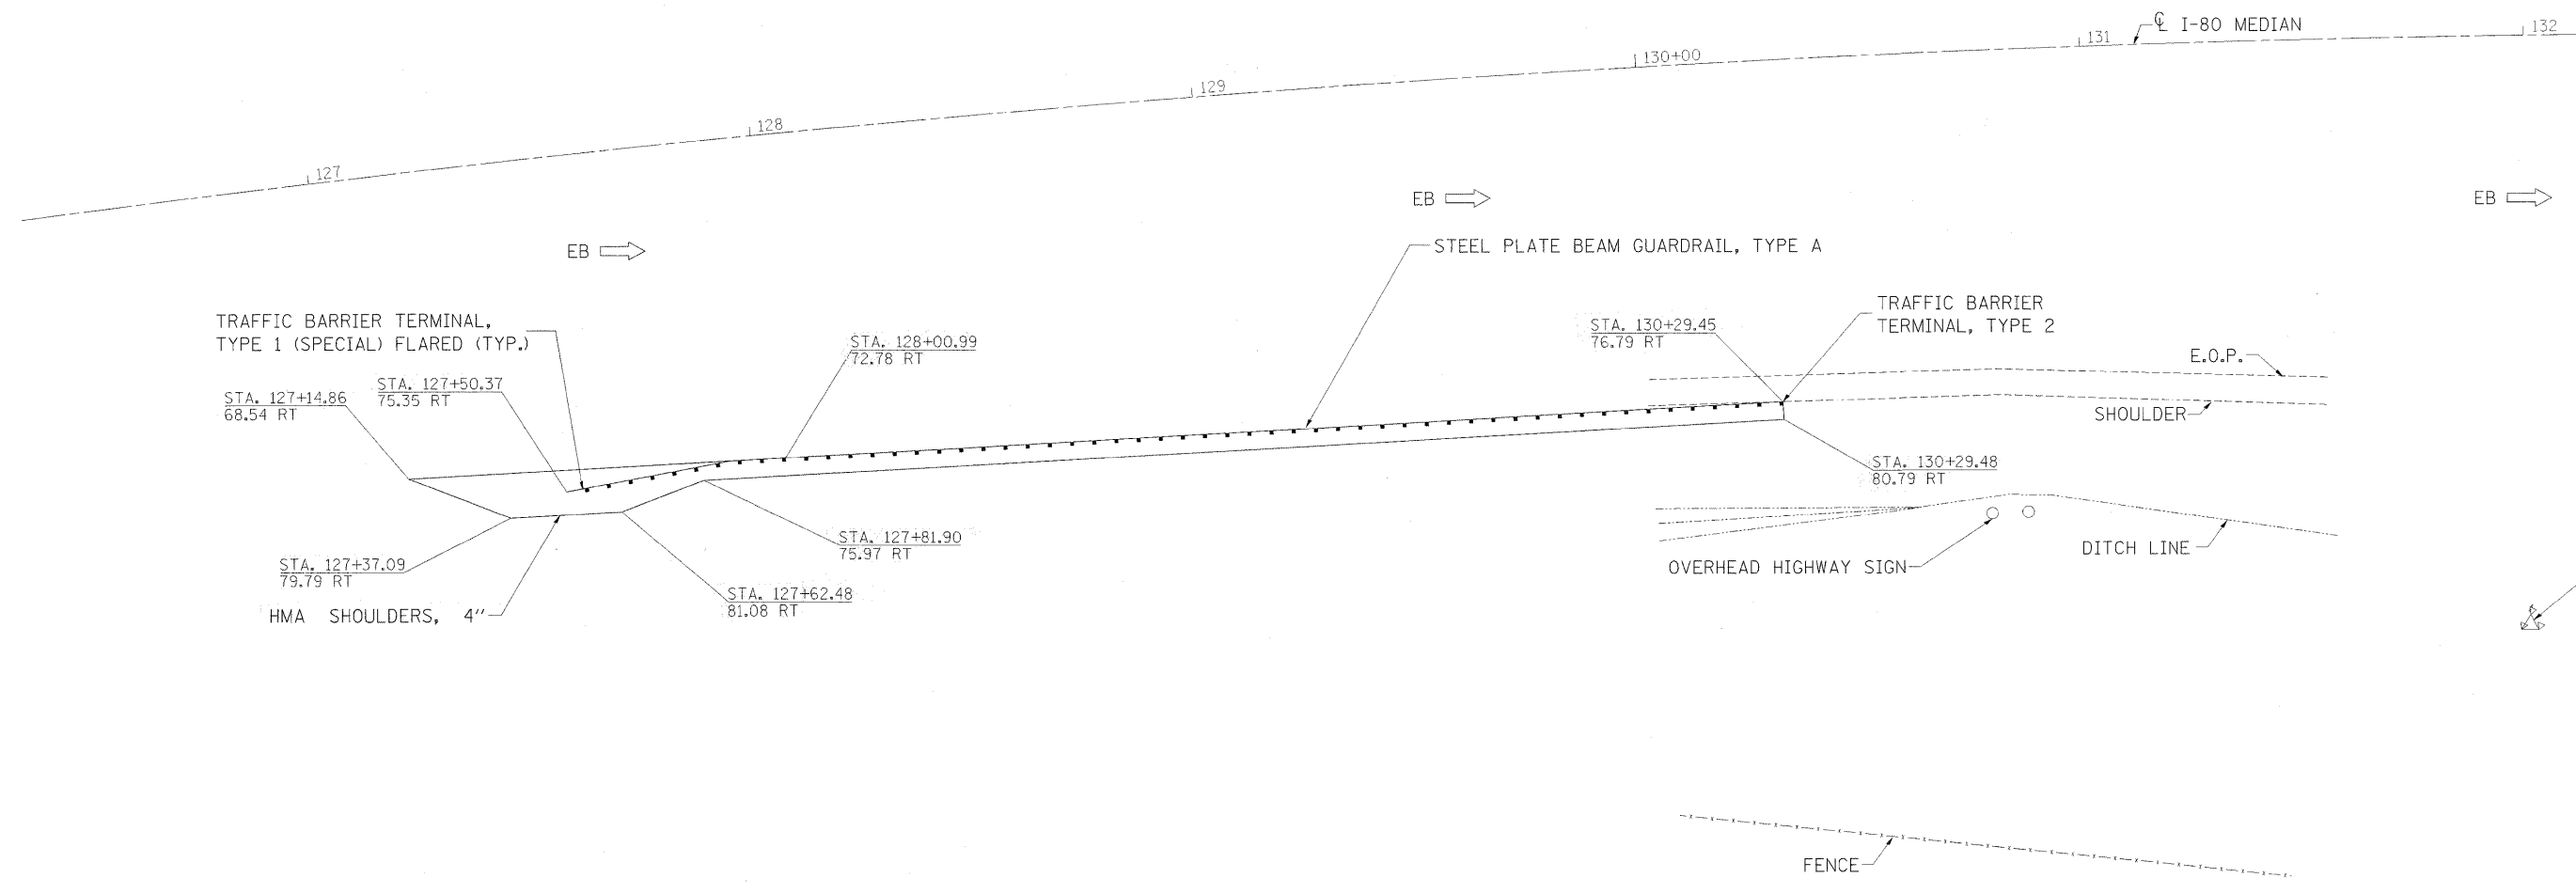 ℄ I-80 MEDIAN
132
131
130+00
129
128
127
EB
EB
EB
STEEL PLATE BEAM GUARDRAIL, TYPE A
TRAFFIC BARRIER
TERMINAL, TYPE 2
TRAFFIC BARRIER TERMINAL,
TYPE 1 (SPECIAL) FLARED (TYP.)
STA. 128+00.99
72.78 RT
STA. 130+29.45
76.79 RT
E.O.P.
STA. 127+50.37
75.35 RT
STA. 127+14.86
68.54 RT
SHOULDER
STA. 130+29.48
80.79 RT
STA. 127+81.90
75.97 RT
DITCH LINE
OVERHEAD HIGHWAY SIGN
STA. 127+37.09
79.79 RT
STA. 127+62.48
81.08 RT
HMA SHOULDERS, 4"
FENCE